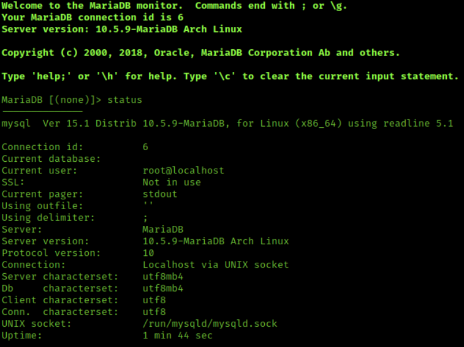 Welcome to the MariaDB monitor.  Commands end with ; or \g.
Your MariaDB connection id is 6
Server version: 10.5.9-MariaDB Arch Linux
Copyright (c) 2000, 2018, Oracle, MariaDB Corporation Ab and others.
Type 'help;' or '\h' for help. Type '\c' to clear the current input statement.
MariaDB [(none)]> status
--------------
mysql  Ver 15.1 Distrib 10.5.9-MariaDB, for Linux (x86_64) using readline 5.1
Connection id:          6
Current database:
Current user:           root@localhost
SSL:                    Not in use
Current pager:          stdout
Using outfile:          ''
Using delimiter:        ;
Server:                 MariaDB
Server version:         10.5.9-MariaDB Arch Linux
Protocol version:       10
Connection:             Localhost via UNIX socket
Server characterset:    utf8mb4
Db     characterset:    utf8mb4
Client characterset:    utf8
Conn.  characterset:    utf8
UNIX socket:            /run/mysqld/mysqld.sock
Uptime:                 1 min 44 sec